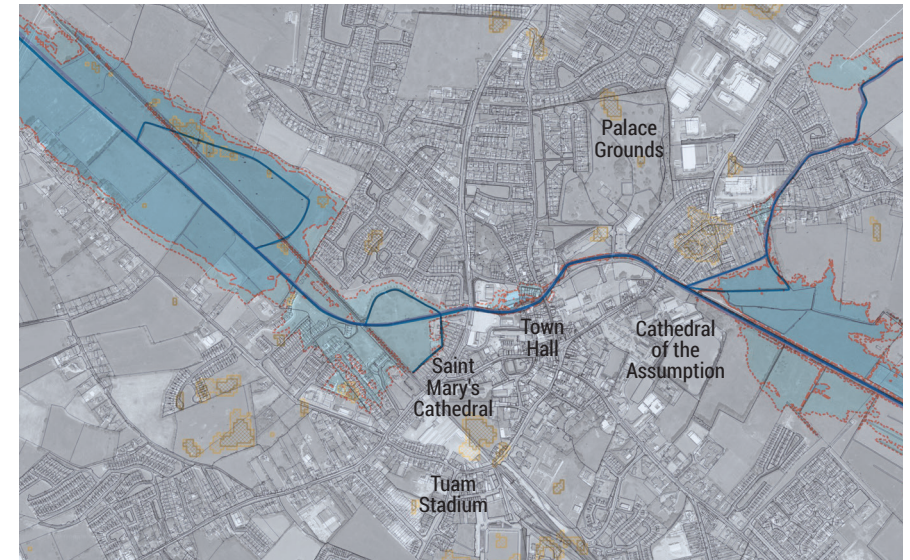 Palace
Grounds
Town
Hall
Cathedral
of the
Assumption
Saint
Mary's
Cathedral
Tuam
Stadium